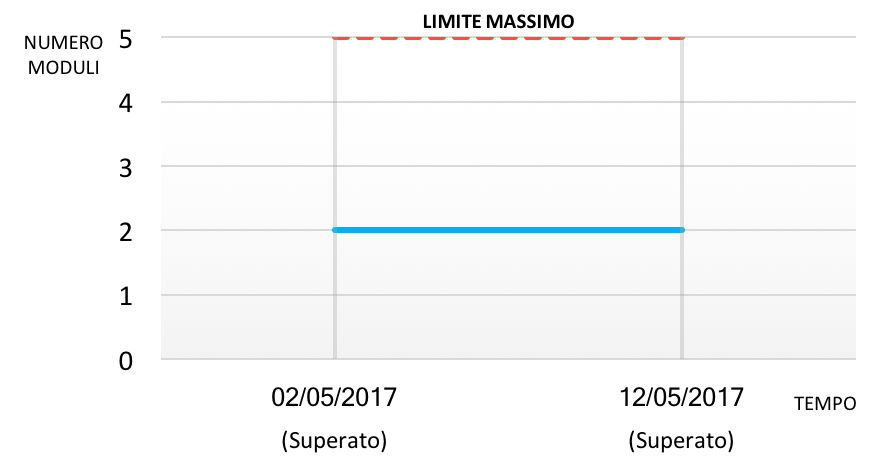 LIMITE MASSIMO
NUMERO
MODULI
5
4
3
2
1
0
02/05/2017
12/05/2017
TEMPO
(Superato)
(Superato)